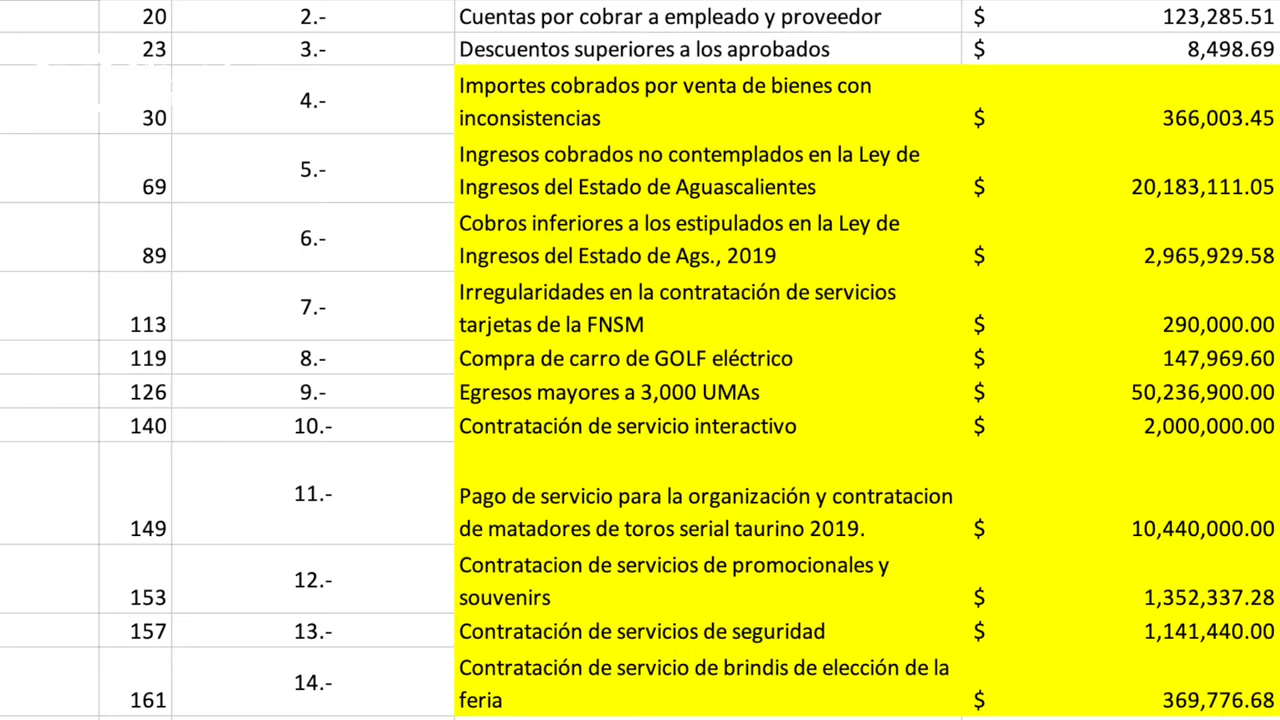 20 2.- Cuentas por cobrar a empleado y proveedor $ 123,285.51
23 3.- Descuentos superiores a los aprobados $ 8,498.69
Importes cobrados por venta de bienes con
30 4.- inconsistencias $ 366,003.45
Ingresos cobrados no contemplados en la Ley de
69 5.- Ingresos del Estado de Aguascalientes $ 20,183,111.05
Cobros inferiores a los estipulados en la Ley de
89 6.- Ingresos del Estado de Ags., 2019 $ 2,965,929.58
Irregularidades en la contratación de servicios
113 7.- tarjetas de la FNSM $ 290,000.00
119 8.- Compra de carro de GOLF eléctrico $ 147,969.60
126 9.- Egresos mayores a 3,000 UMAs $ 50,236,900.00
140 10.- Contratación de servicio interactivo $ 2,000,000.00
Pago de servicio para la organización y contratacion
149 11.- de matadores de toros serial taurino 2019. $ 10,440,000.00
Contratacion de servicios de promocionales y
153 12.- souvenirs $ 1,352,337.28
157 13.- Contratación de servicios de seguridad $ 1,141,440.00
Contratación de servicio de brindis de elección de la
161 14.- feria $ 369,776.68